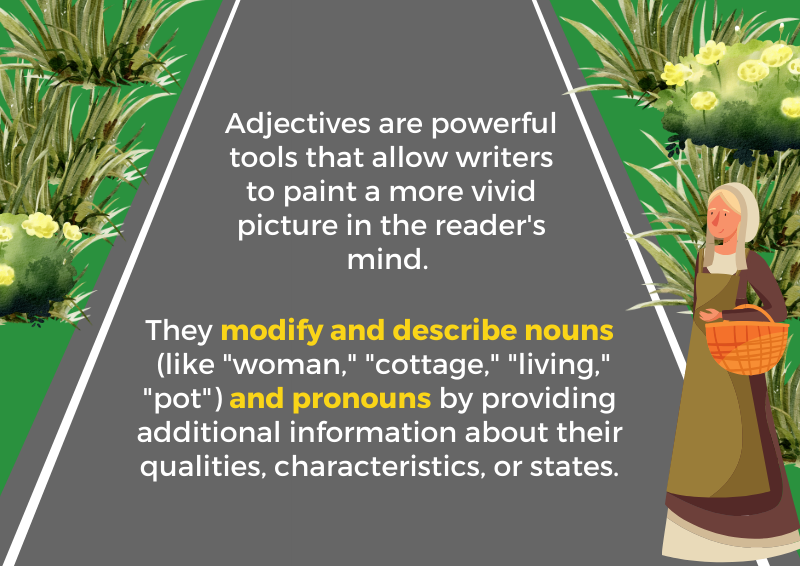 Adjectives are powerful
tools that allow writers
to paint a more vivid
picture in the reader's
mind.
They modify and describe nouns
(like "woman," "cottage," "living,"
"pot") and pronouns by providing
additional information about their
qualities, characteristics, or states.